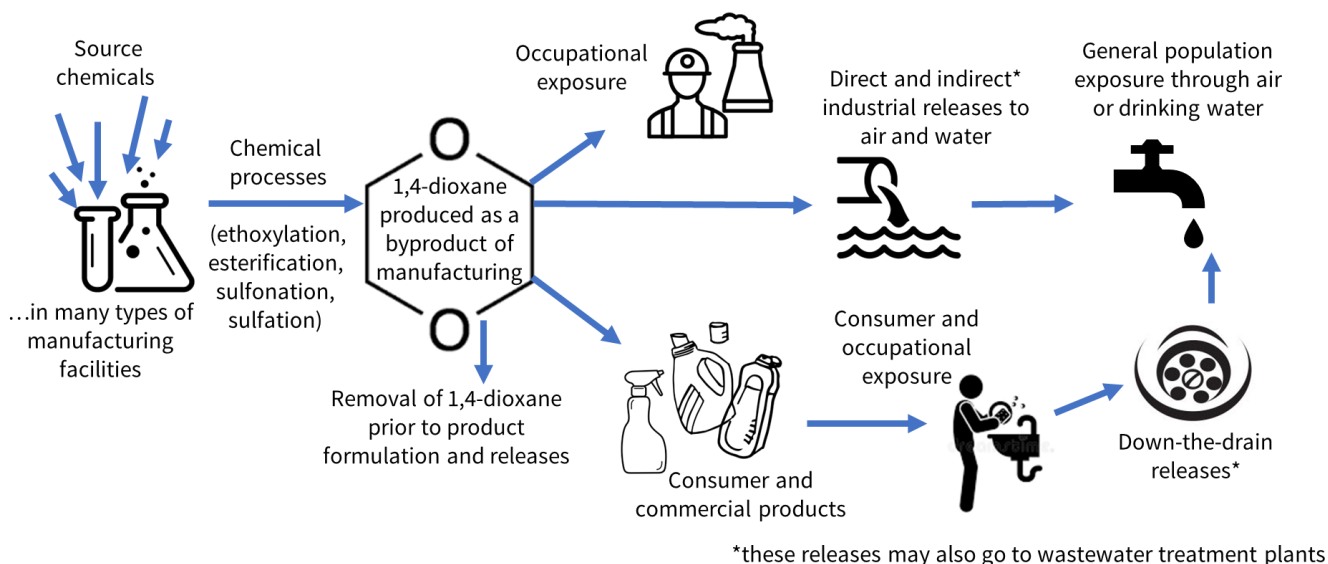 Source
chemicals
…in many types of
manufacturing
facilities
Chemical
processes
(ethoxylation,
esterification,
sulfonation,
sulfation)
O
1,4-dioxane
produced as a
byproduct of
manufacturing
O
Removal of 1,4-dioxane
prior to product
formulation and releases
Occupational
exposure
Direct and indirect*
industrial releases to
air and water
General population
exposure through air
or drinking water
Consumer and
commercial products
Consumer and
occupational
exposure
Down-the-drain
releases*
*these releases may also go to wastewater treatment plants